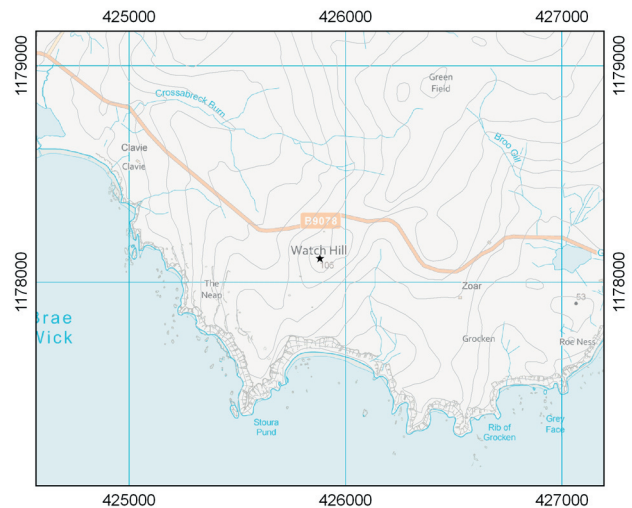 425000 426000 427000
1179000 1179000
Green
Field
Crossabreck Burn
Broo Gill
Clavie
Clavie
B9078
Watch Hill
105
1178000 1178000
The
Neap
Zoar
53
Brae
Wick
Grocken
Roe Ness
Stoura
Pund
Rib of
Grocken
Grey
Face
425000 426000 427000